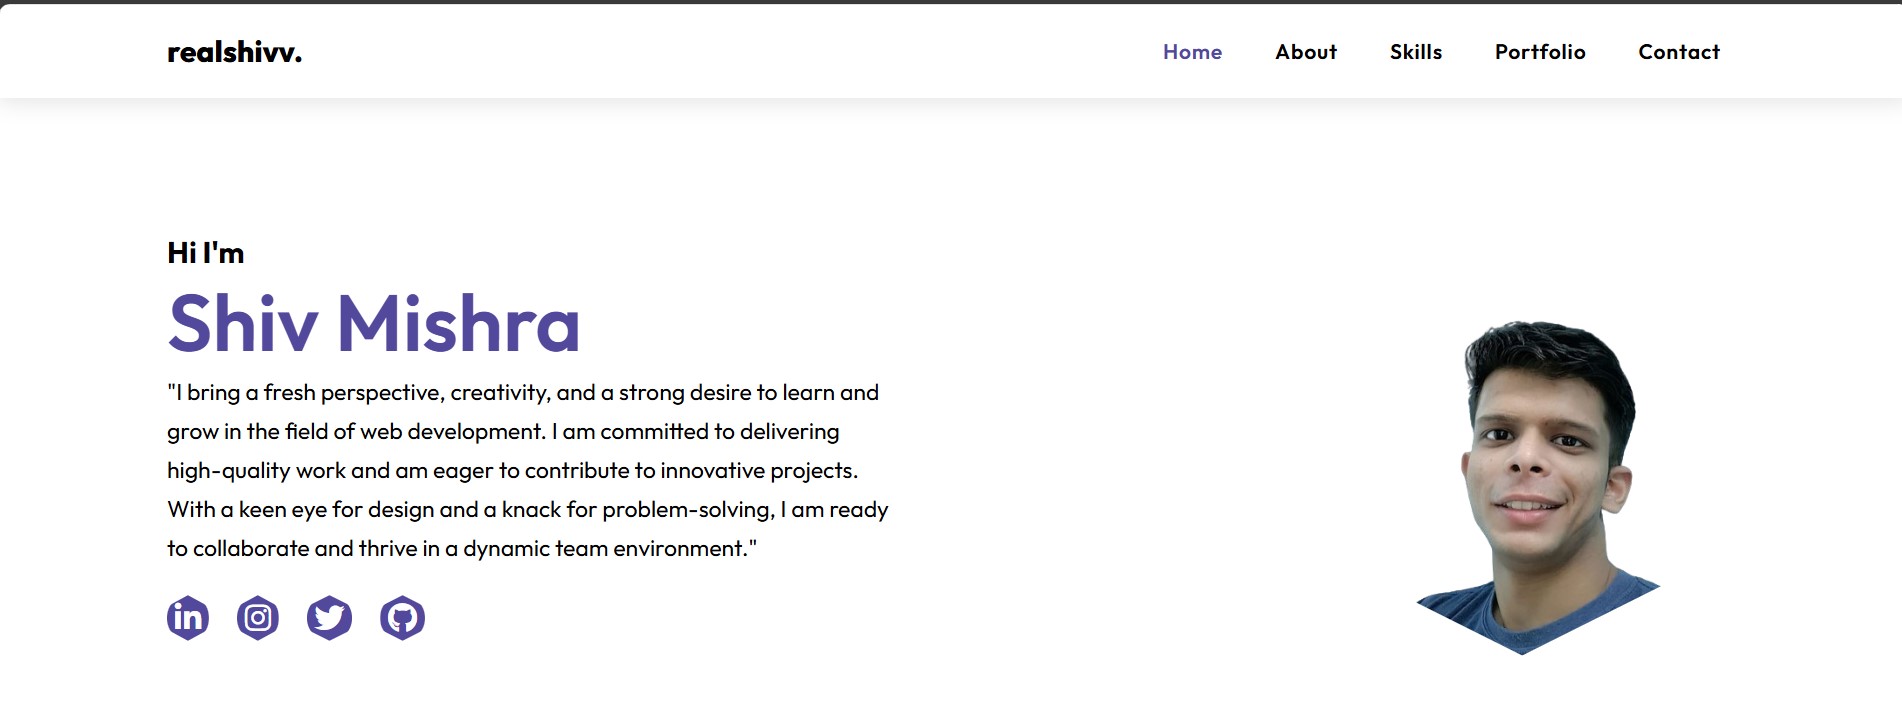 realshivv.
Home About Skills Portfolio Contact
Hi I'm
Shiv Mishra
"I bring a fresh perspective, creativity, and a strong desire to learn and
grow in the field of web development. I am committed to delivering
high-quality work and am eager to contribute to innovative projects.
With a keen eye for design and a knack for problem-solving, I am ready
to collaborate and thrive in a dynamic team environment."
in